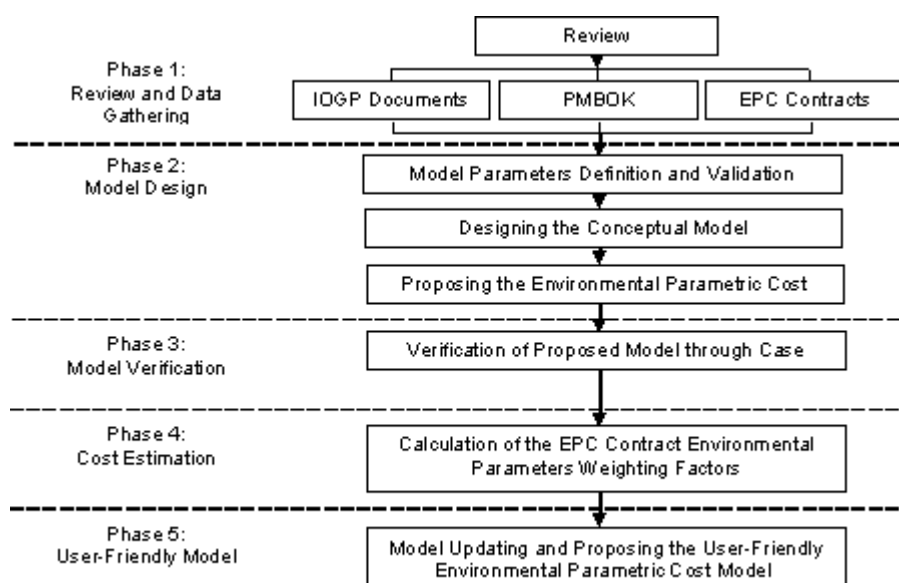 Review
Phase 1:
Review and Data
Gathering
IOGP Documents
PMBOK
EPC Contracts
Phase 2:
Model Design
Model Parameters Definition and Validation
Designing the Conceptual Model
Proposing the Environmental Parametric Cost
Phase 3:
Model Verification
Verification of Proposed Model through Case
Phase 4:
Cost Estimation
Calculation of the EPC Contract Environmental
Parameters Weighting Factors
Phase 5:
User-Friendly Model
Model Updating and Proposing the User-Friendly
Environmental Parametric Cost Model